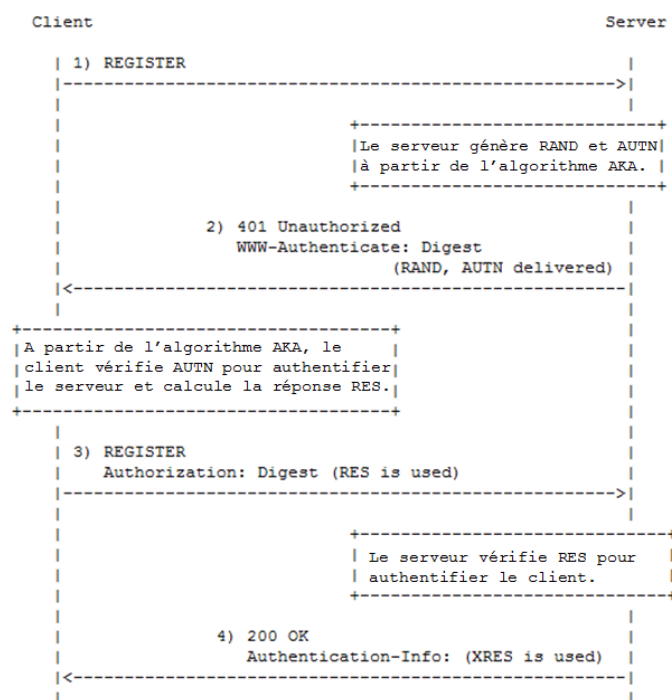 Client Server
1) REGISTER
Le serveur génère RAND et AUTN
à partir de l'algorithme AKA.
2) 401 Unauthorized
WWW-Authenticate: Digest
(RAND, AUTN delivered)
A partir de l'algorithme AKA, le
client vérifie AUTN pour authentifier
le serveur et calcule la réponse RES.
3) REGISTER
Authorization: Digest (RES is used)
Le serveur vérifie RES pour
authentifier le client.
4) 200 OK
Authentication-Info: (XRES is used)